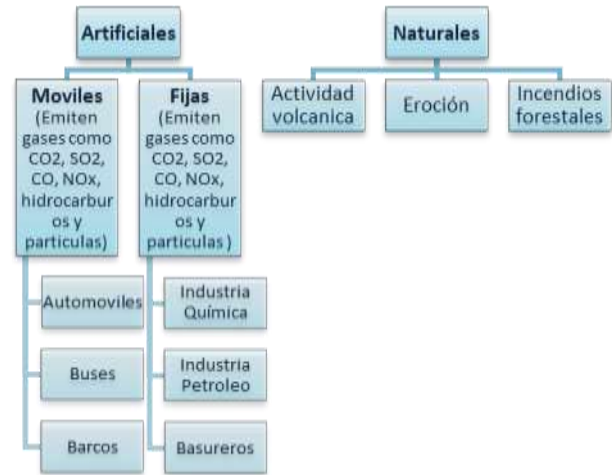 Artificiales
Moviles
(Emiten
gases como
CO2, SO2,
CO, NOx,
hidrocarbur
os y
particulas)
Automoviles
Buses
Barcos
Fijas
(Emiten
gases como
CO2, SO2,
CO, NOx,
hidrocarbur
os y
particulas )
Industria
Química
Industria
Petroleo
Basureros
Naturales
Actividad
volcanica
Eroción
Incendios
forestales